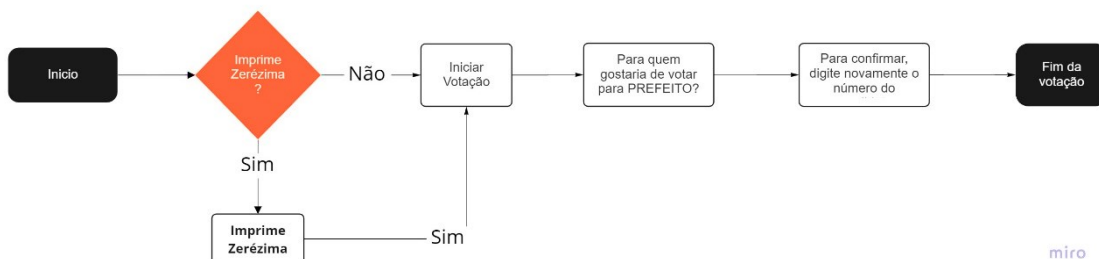 Inicio
Imprime
Zerézima
?
Não
Iniciar
Votação
Para quem
gostaria de votar
para PREFEITO?
Para confirmar,
digite novamente o
número do
Fim da
votação
Sim
Imprime
Zerézima
Sim
miro